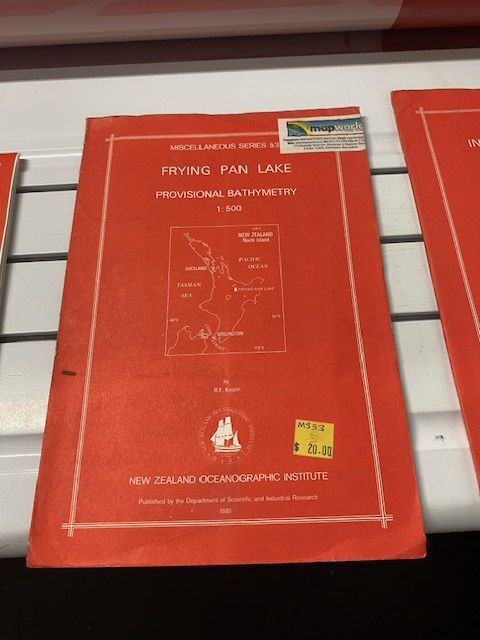 mapworld
MISCELLANEOUS SERIES 53
FRYING PAN LAKE
PROVISIONAL BATHYMETRY
1:500
NEW ZEALAND
North Island
PACIFIC
OCEAN
AUCKLAND
TASMAN
SEA
FRYING PAN LAKE
WELLINGTON
by
R.F. Keam
MS53
$ 20.00
NEW ZEALAND OCEANOGRAPHIC INSTITUTE
Published by the Department of Scientific and Industrial Research
1981
IN